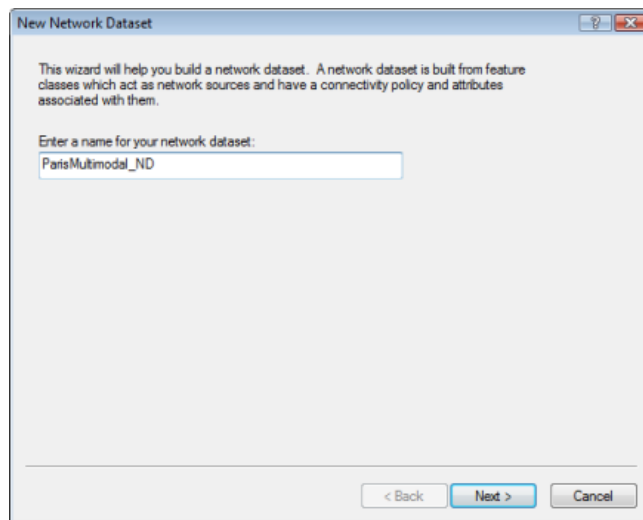 New Network Dataset
This wizard will help you build a network dataset. A network dataset is built from feature
classes which act as network sources and have a connectivity policy and attributes
associated with them.
Enter a name for your network dataset:
ParisMultimodal_ND
< Back Next > Cancel